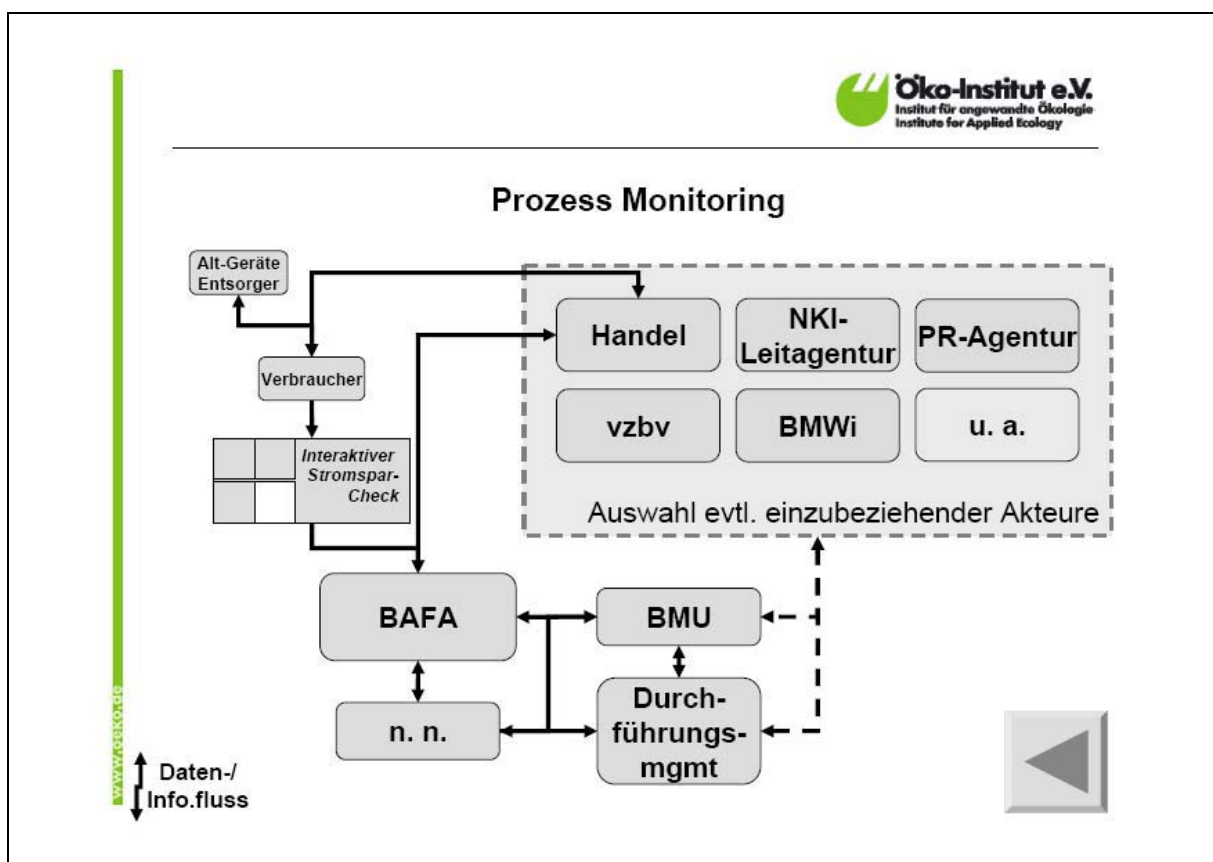 Öko-Institut e.V.
Institut für angewandte Ökologie
Institute for Applied Ecology
Prozess Monitoring
Alt-Geräte
Entsorger
Verbraucher
Interaktiver
Stromspar-
Check
Handel
NKI-
Leitagentur
PR-Agentur
vzbv
BMWi
u. a.
Auswahl evtl. einzubeziehender Akteure
BAFA
BMU
n. n.
Durch-
führungs-
mgmt
www.oeko.de
Daten-/
Info.fluss